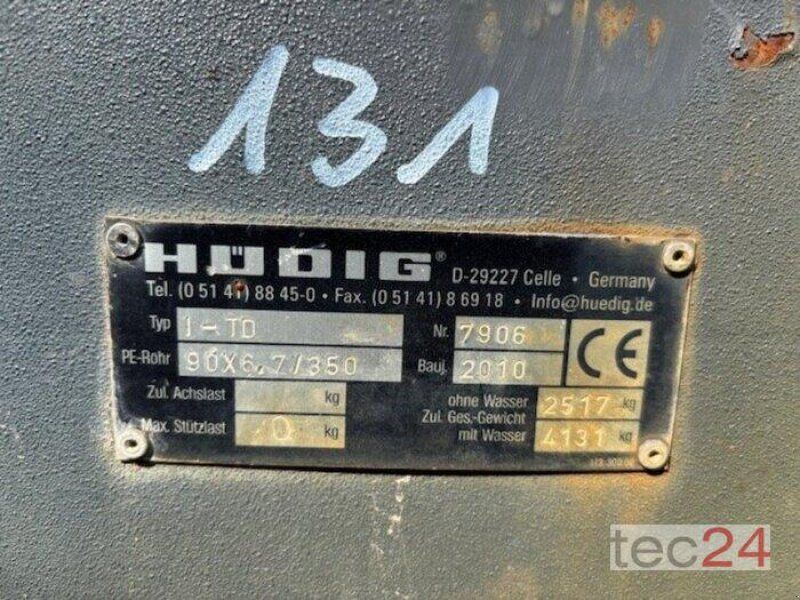 131
HÜDIG® D-29227 Celle • Germany
Tel. (0 51 41) 88 45-0 • Fax. (0 51 41) 8 69 18 • Info@huedig.de
Typ 1-TD Nr. 7906
PE-Rohr 90X6,7/350 Bauj. 2010
CE
Zul. Achslast kg
Max. Stützlast 0 kg
ohne Wasser 2517 kg
Zul. Ges.-Gewicht
mit Wasser 4131 kg
tec24